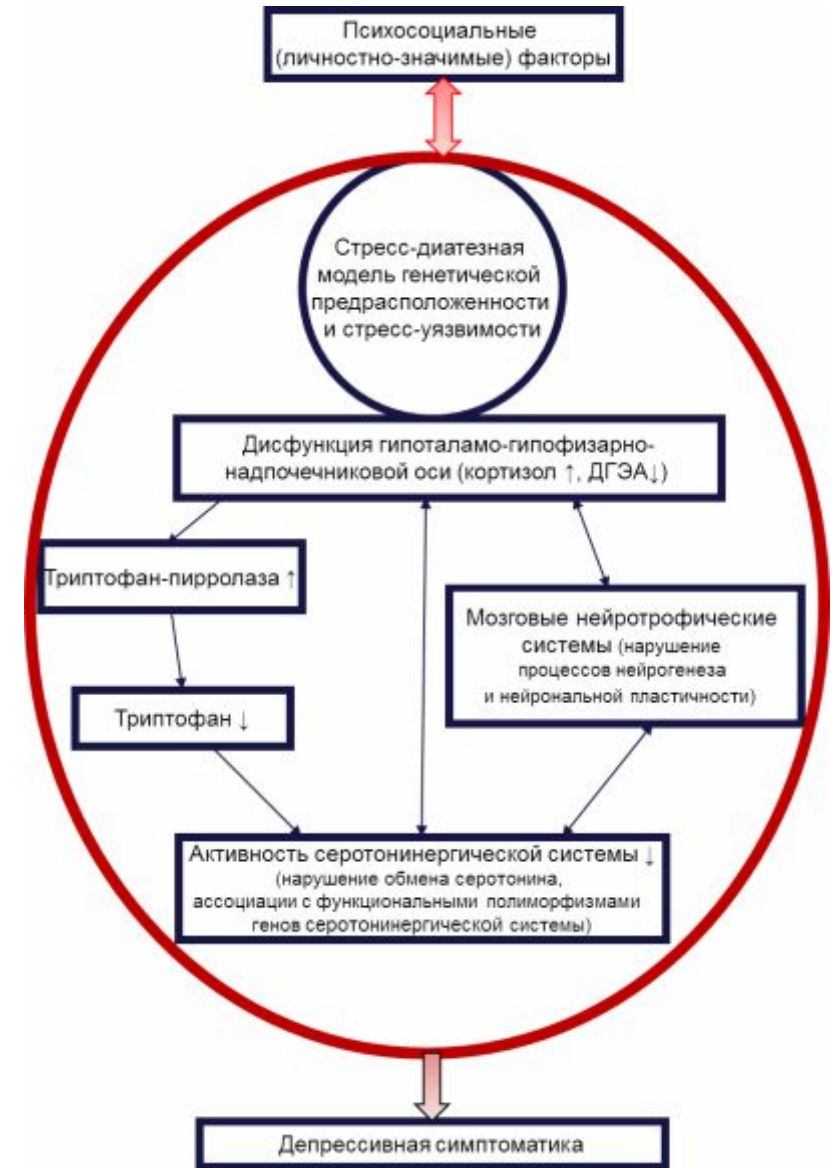 Психосоциальные
(личностно-значимые) факторы
Стресс-диатезная
модель генетической
предрасположенности
и стресс-уязвимости
Дисфункция гипоталамо-гипофизарно-
надпочечниковой оси (кортизол ↑, ДГЭА↓)
Триптофан-пирролаза ↑
Мозговые нейротрофические
системы (нарушение
процессов нейрогенеза
и нейрональной пластичности)
Триптофан ↓
Активность серотонинергической системы ↓
(нарушение обмена серотонина,
ассоциации с функциональными полиморфизмами
генов серотонинергической системы)
Депрессивная симптоматика